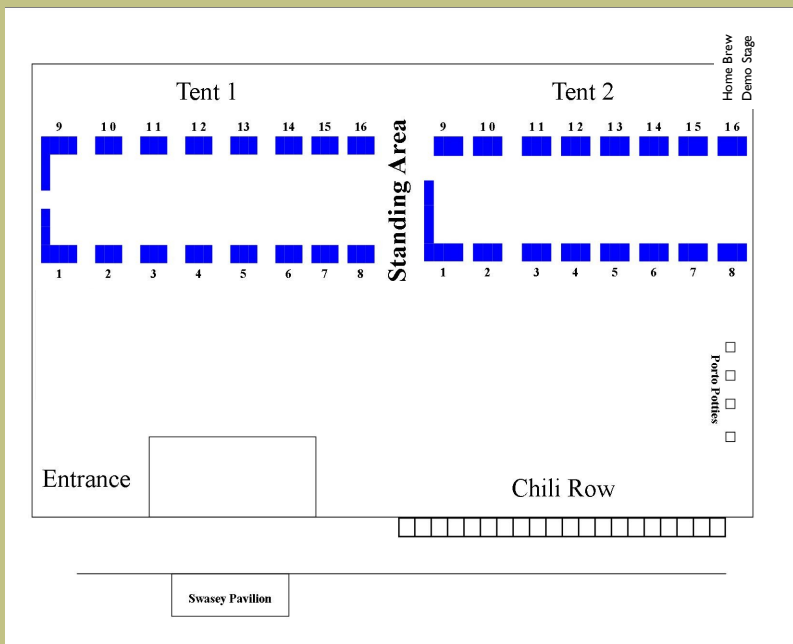 Home Brew
Demo Stage
Tent 1
Tent 2
9 10 11 12 13 14 15 16
9 10 11 12 13 14 15 16
Standing Area
1 2 3 4 5 6 7 8
1 2 3 4 5 6 7 8
Porto Potties
Entrance
Chili Row
Swasey Pavilion